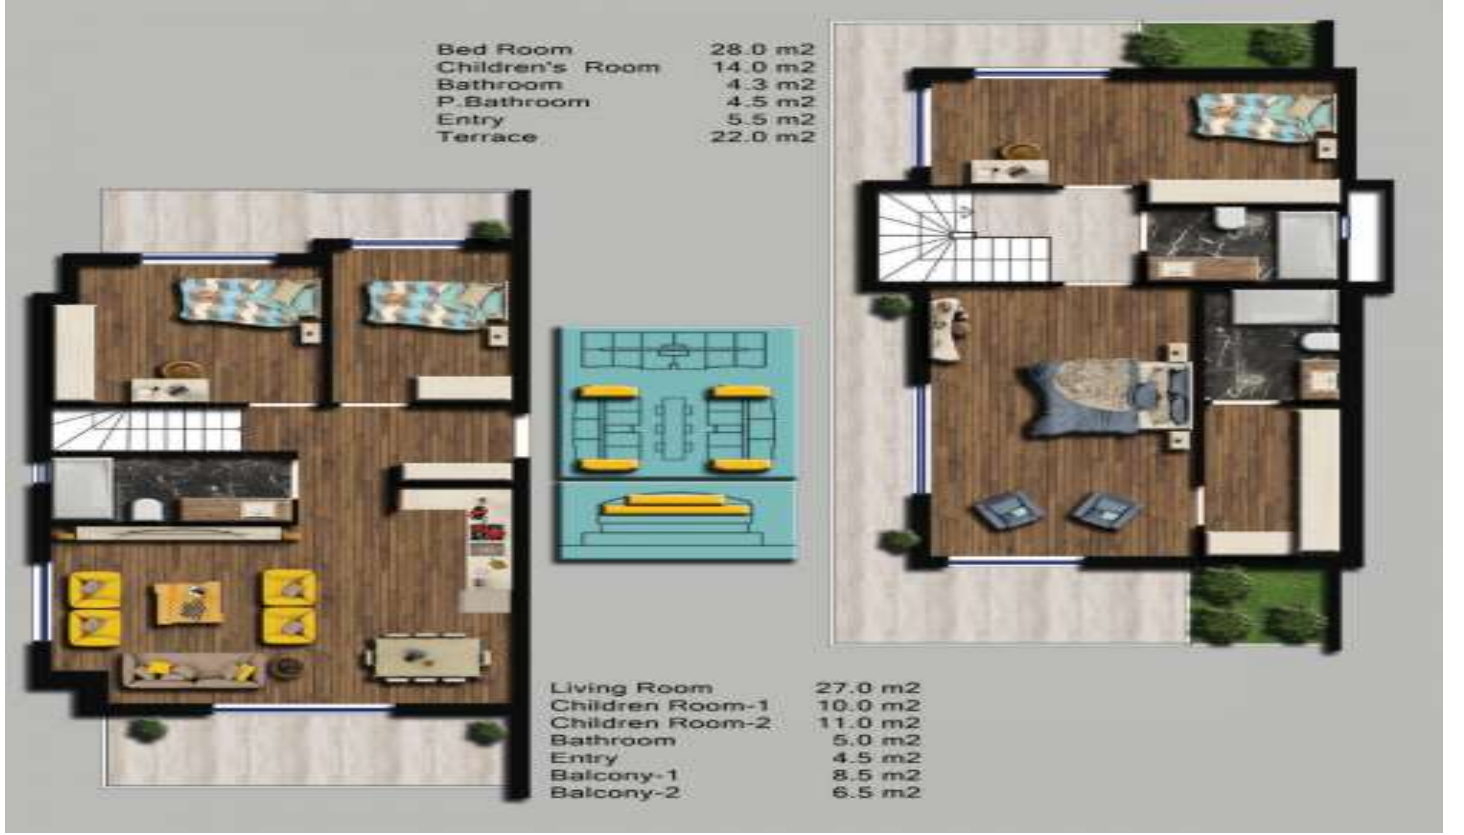 Bed Room 28.0 m2
Children's Room 14.0 m2
Bathroom 4.3 m2
P.Bathroom 4.5 m2
Entry 5.5 m2
Terrace 22.0 m2
Living Room 27.0 m2
Children Room-1 10.0 m2
Children Room-2 11.0 m2
Bathroom 5.0 m2
Entry 4.5 m2
Balcony-1 8.5 m2
Balcony-2 6.5 m2